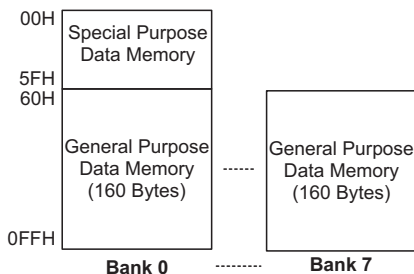 00H
Special Purpose
Data Memory
5FH
60H
General Purpose
Data Memory
(160 Bytes)
General Purpose
Data Memory
(160 Bytes)
0FFH
Bank 0
Bank 7